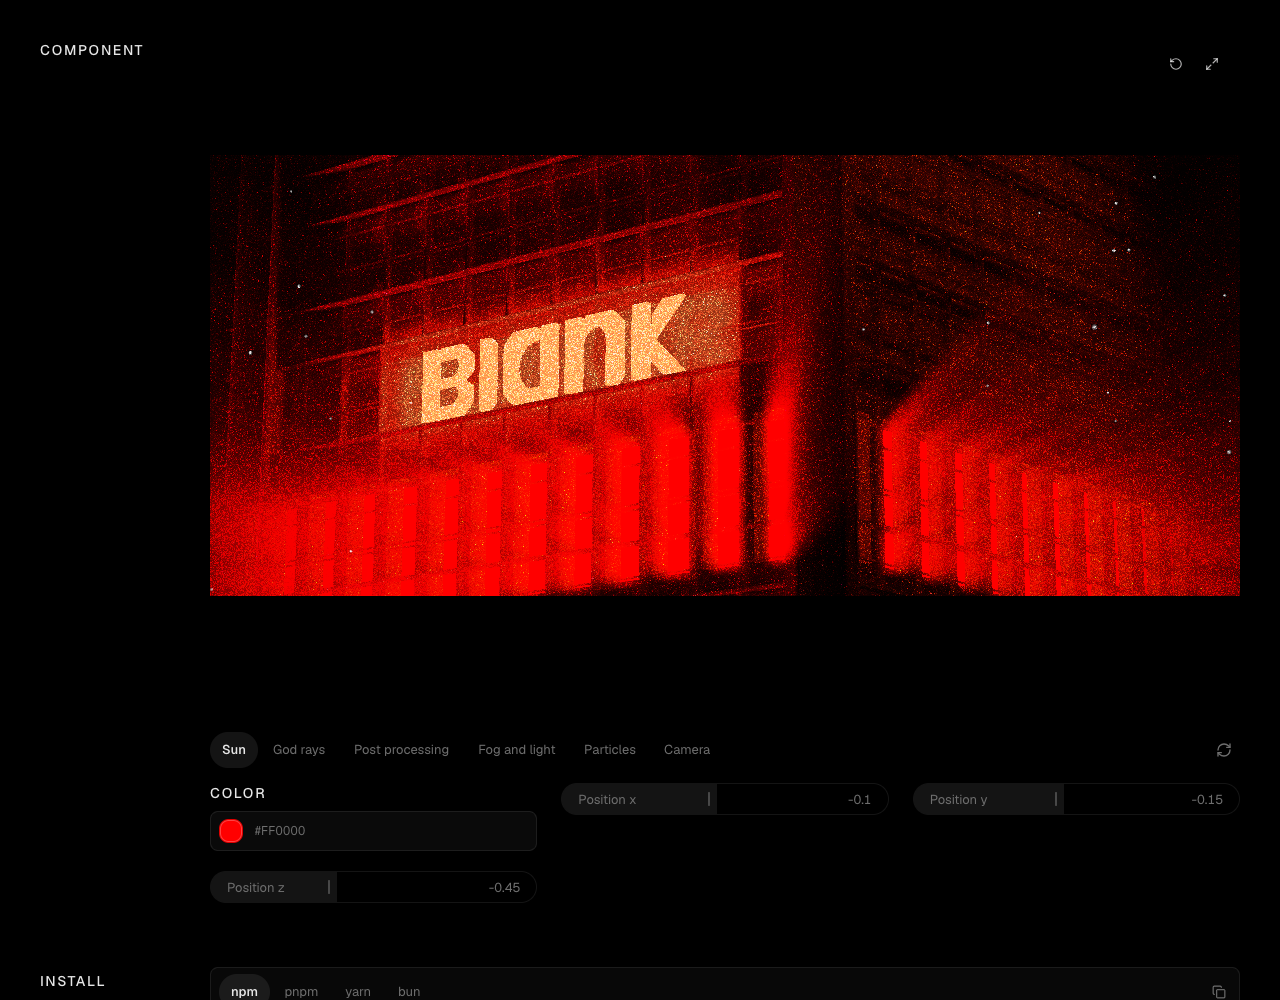 COMPONENT
Blank
Sun God rays Post processing Fog and light Particles Camera
COLOR
#FF0000
Position x -0.1
Position y -0.15
Position z -0.45
INSTALL
npm pnpm yarn bun